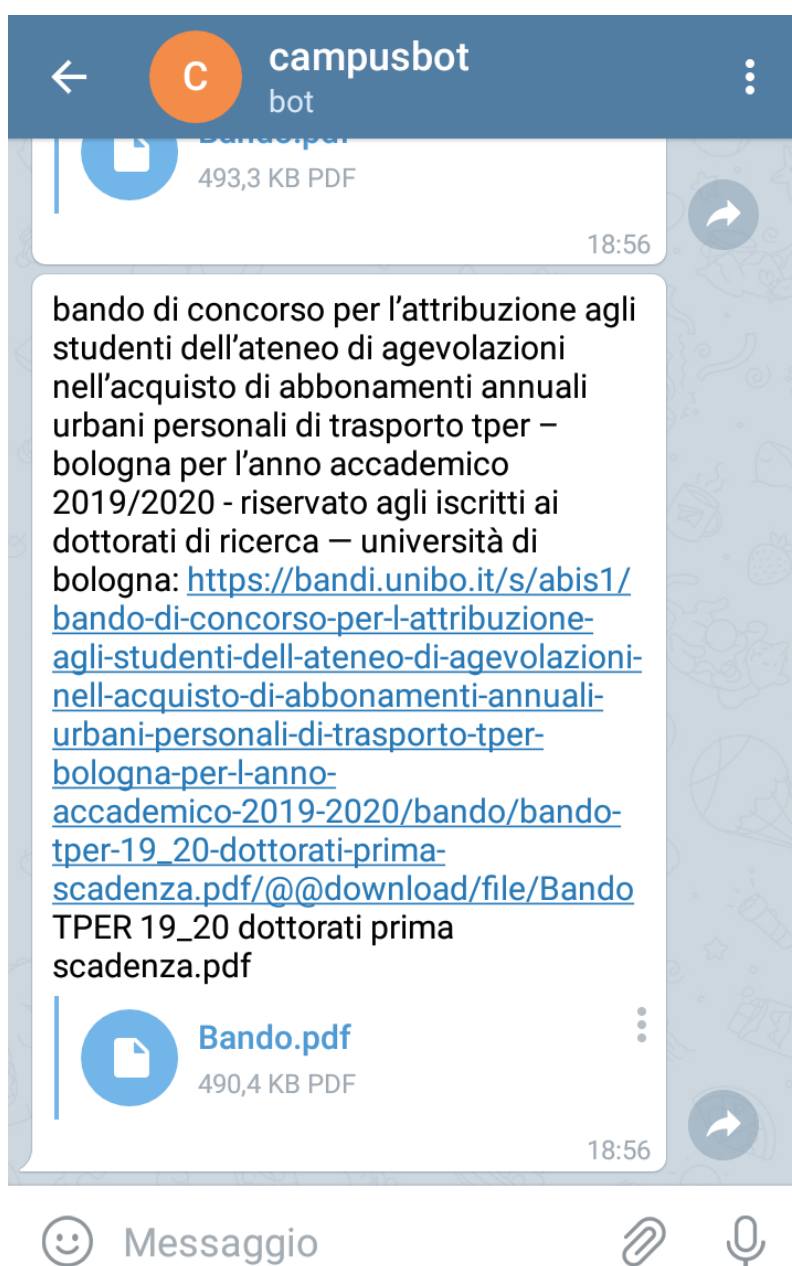 campusbot
C
bot
Bando.pdf
493,3 KB PDF
18:56
bando di concorso per l’attribuzione agli
studenti dell’ateneo di agevolazioni
nell’acquisto di abbonamenti annuali
urbani personali di trasporto tper –
bologna per l’anno accademico
2019/2020 - riservato agli iscritti ai
dottorati di ricerca — università di
bologna: https://bandi.unibo.it/s/abis1/
bando-di-concorso-per-l-attribuzione-
agli-studenti-dell-ateneo-di-agevolazioni-
nell-acquisto-di-abbonamenti-annuali-
urbani-personali-di-trasporto-tper-
bologna-per-l-anno-
accademico-2019-2020/bando/bando-
tper-19_20-dottorati-prima-
scadenza.pdf/@@download/file/Bando
TPER 19_20 dottorati prima
scadenza.pdf
Bando.pdf
490,4 KB PDF
18:56
Messaggio